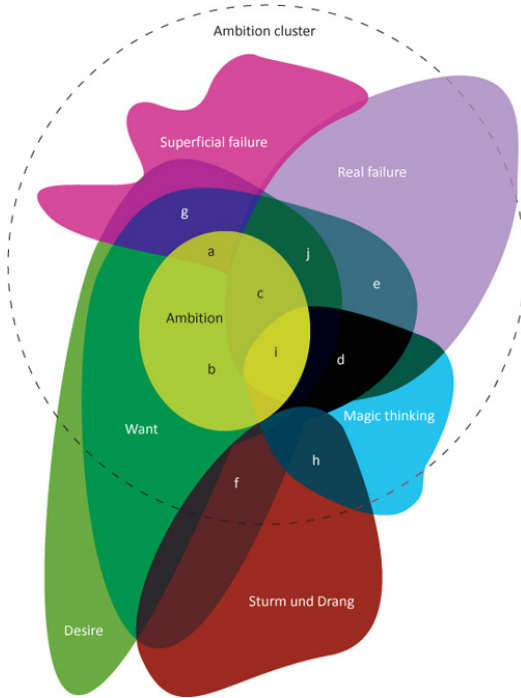 Ambition cluster
Superficial failure
Real failure
g
a
j
e
c
Ambition
i
d
b
Magic thinking
Want
h
f
Sturm und Drang
Desire